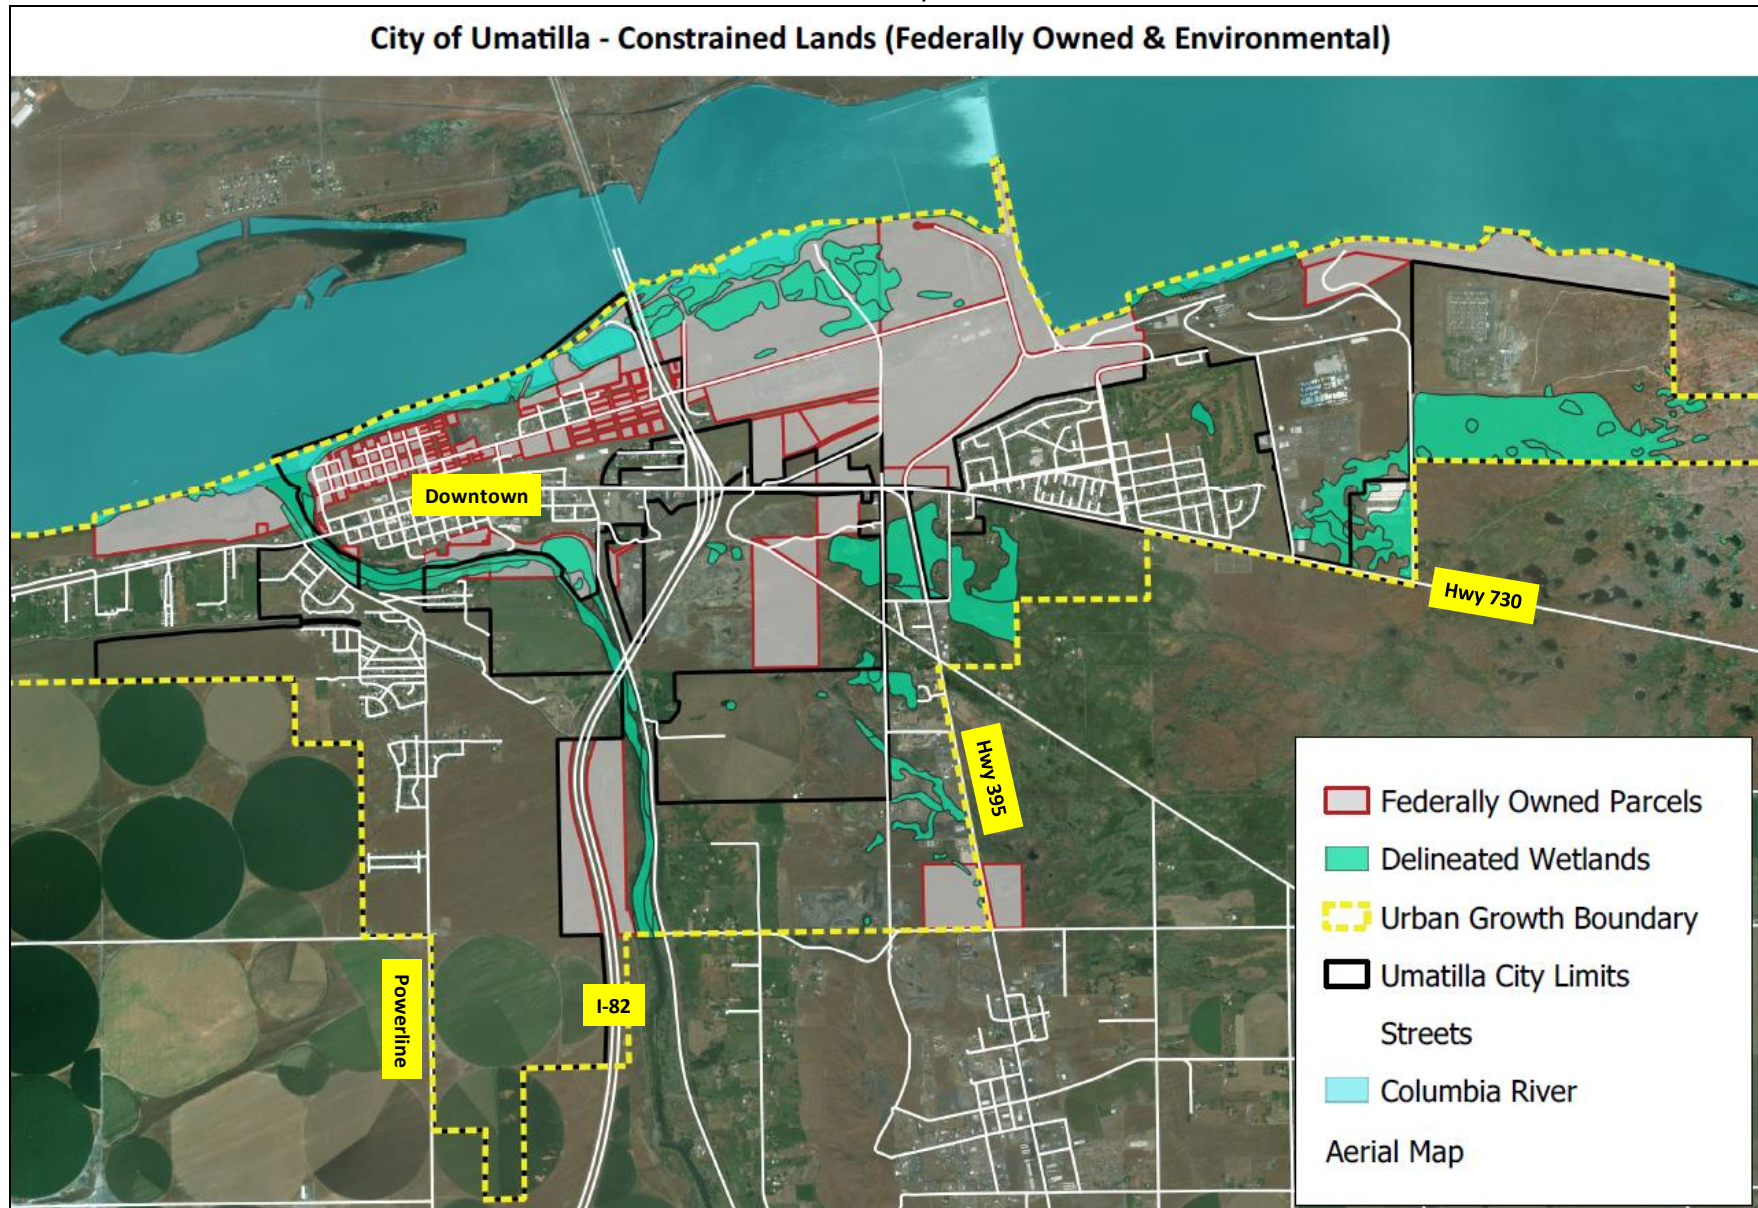 City of Umatilla - Constrained Lands (Federally Owned & Environmental)
Downtown
Hwy 730
Hwy 395
Powerline
I-82
Federally Owned Parcels
Delineated Wetlands
Urban Growth Boundary
Umatilla City Limits
Streets
Columbia River
Aerial Map